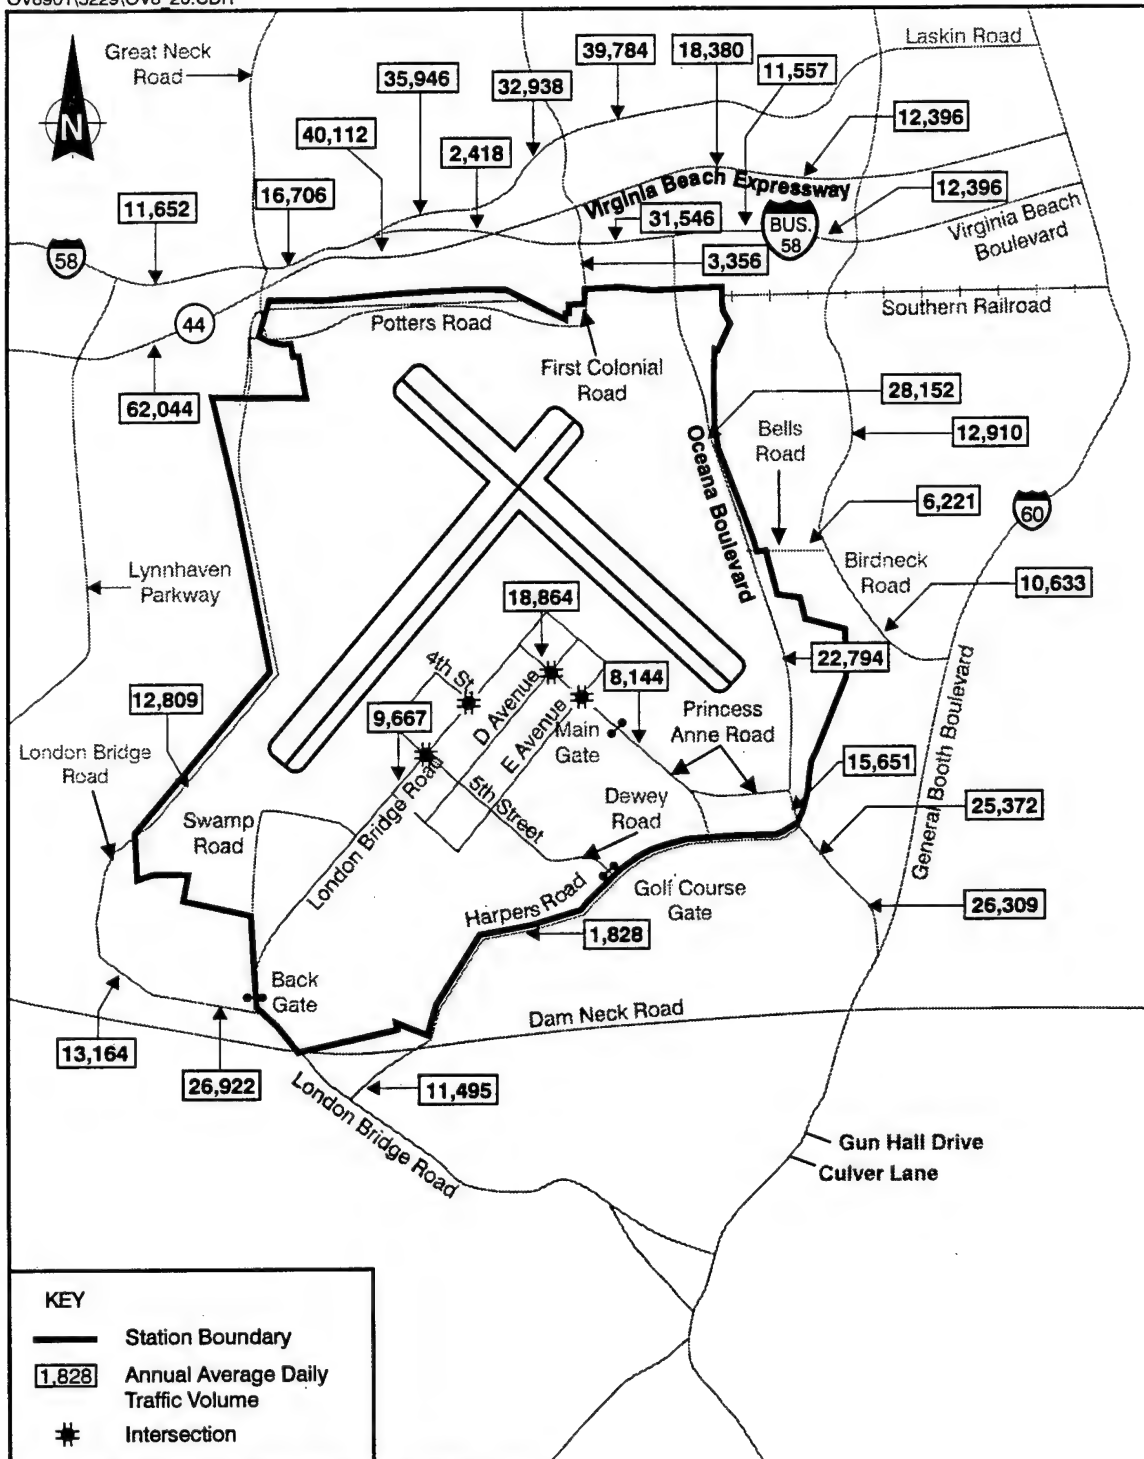 Great Neck
Road
39,784
18,380
Laskin Road
35,946
32,938
11,557
40,112
2,418
12,396
16,706
Virginia Beach Expressway
12,396
11,652
31,546
BUS.
58
Virginia Beach
Boulevard
58
3,356
44
Potters Road
Southern Railroad
First Colonial
Road
62,044
28,152
Bells
Road
12,910
Oceana Boulevard
6,221
60
Birdneck
Road
Lynnhaven
Parkway
10,633
18,864
4th St.
22,794
8,144
12,809
9,667
D Avenue
E Avenue
Main
Gate
Princess
Anne Road
General Booth Boulevard
London Bridge
Road
15,651
Swamp
Road
London Bridge Road
5th Street
Dewey
Road
25,372
Harpers Road
Golf Course
Gate
26,309
1,828
Back
Gate
Dam Neck Road
13,164
26,922
11,495
London Bridge Road
Gun Hall Drive
Culver Lane
N
KEY
Station Boundary
1,828
Annual Average Daily
Traffic Volume
Intersection